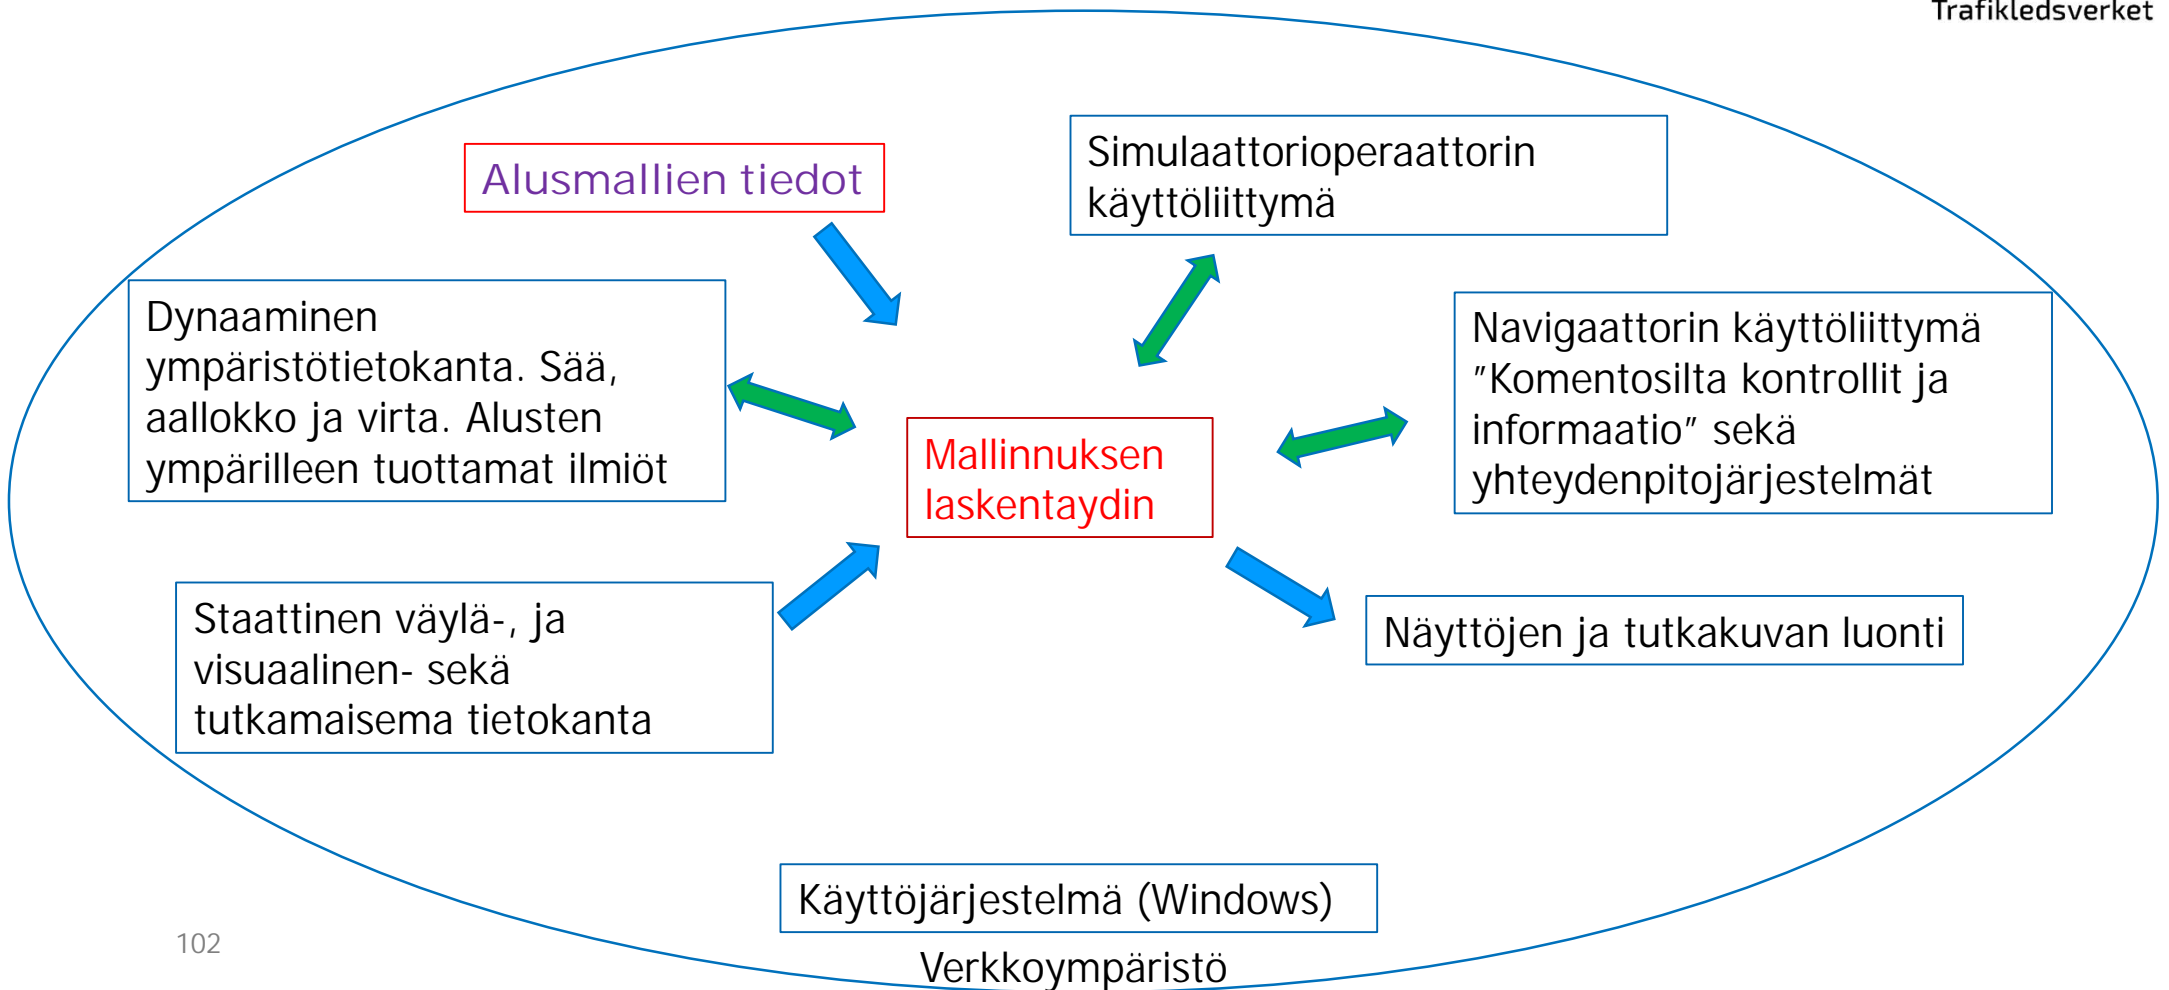 Trafikledsverket
Alusmallien tiedot
Simulaattorioperaattorin
käyttöliittymä
Dynaaminen
ympäristötietokanta. Sää,
aallokko ja virta. Alusten
ympärilleen tuottamat ilmiöt
Navigaattorin käyttöliittymä
”Komentosilta kontrollit ja
informaatio” sekä
yhteydenpitojärjestelmät
Mallinnuksen
laskentaydin
Staattinen väylä-, ja
visuaalinen- sekä
tutkamaisema tietokanta
Näyttöjen ja tutkakuvan luonti
Käyttöjärjestelmä (Windows)
102
Verkkoympäristö